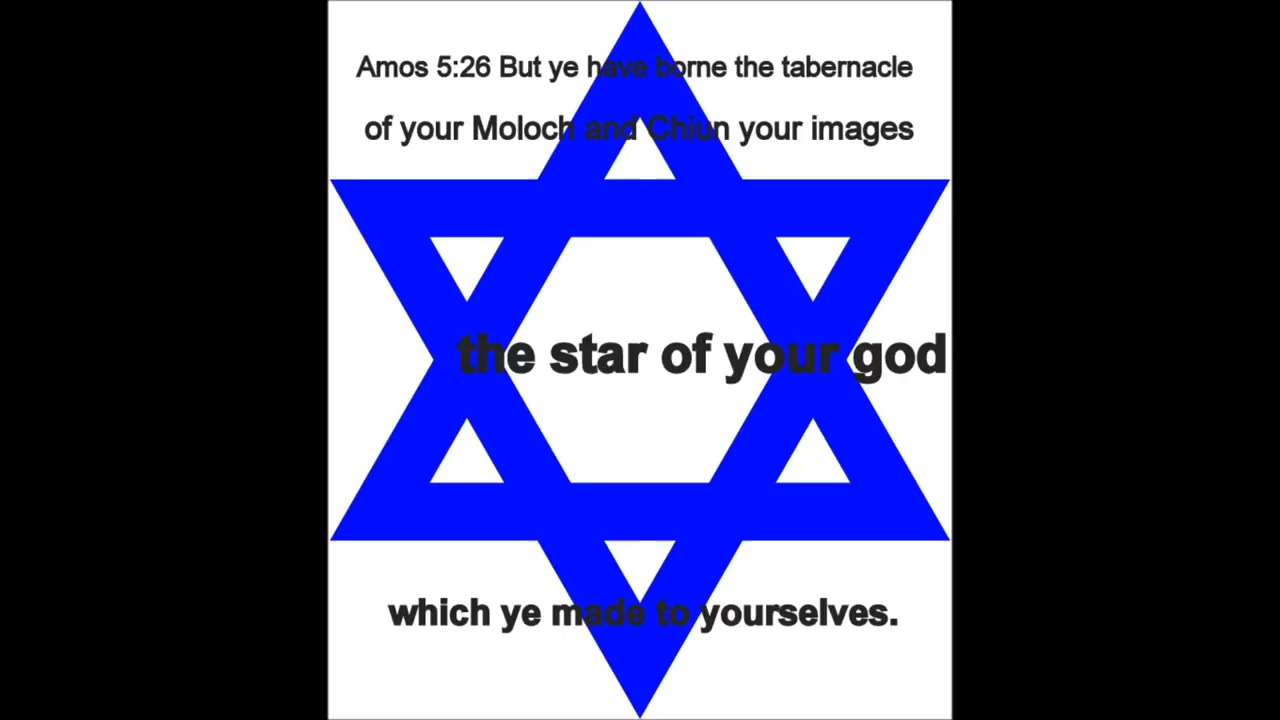 Amos 5:26 But ye have borne the tabernacle
of your Moloch and Chiun your images
the star of your god
which ye made to yourselves.